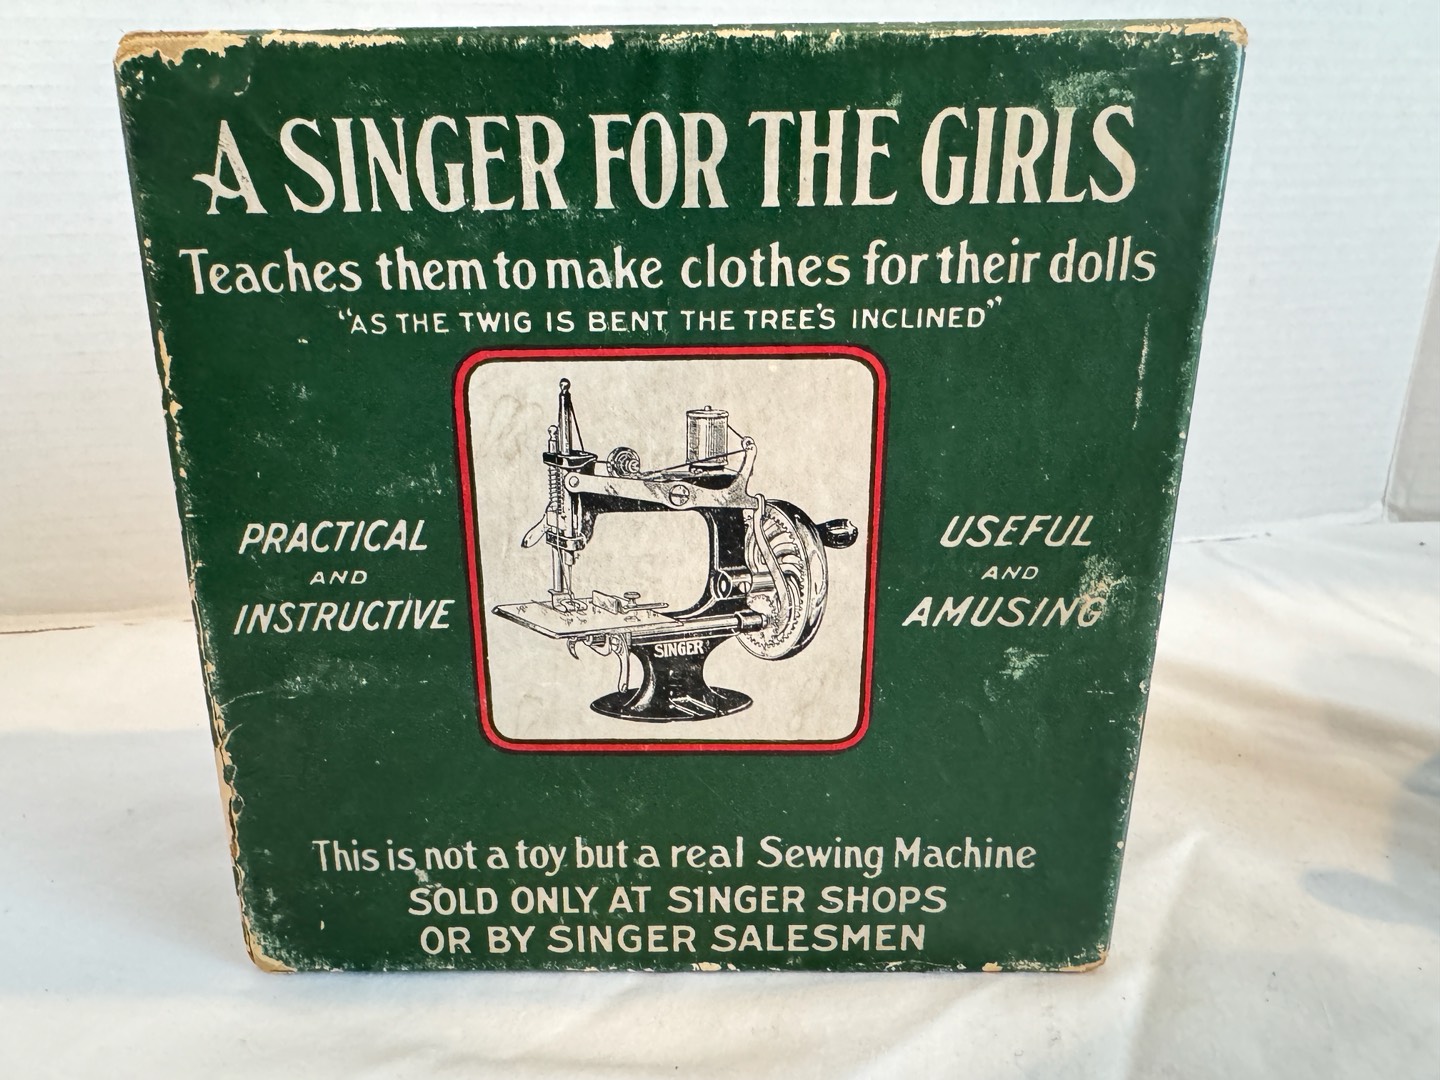 A SINGER FOR THE GIRLS
Teaches them to make clothes for their dolls
“AS THE TWIG IS BENT THE TREE'S INCLINED”
PRACTICAL
AND
INSTRUCTIVE
USEFUL
AND
AMUSING
SINGER
This is not a toy but a real Sewing Machine
SOLD ONLY AT SINGER SHOPS
OR BY SINGER SALESMEN